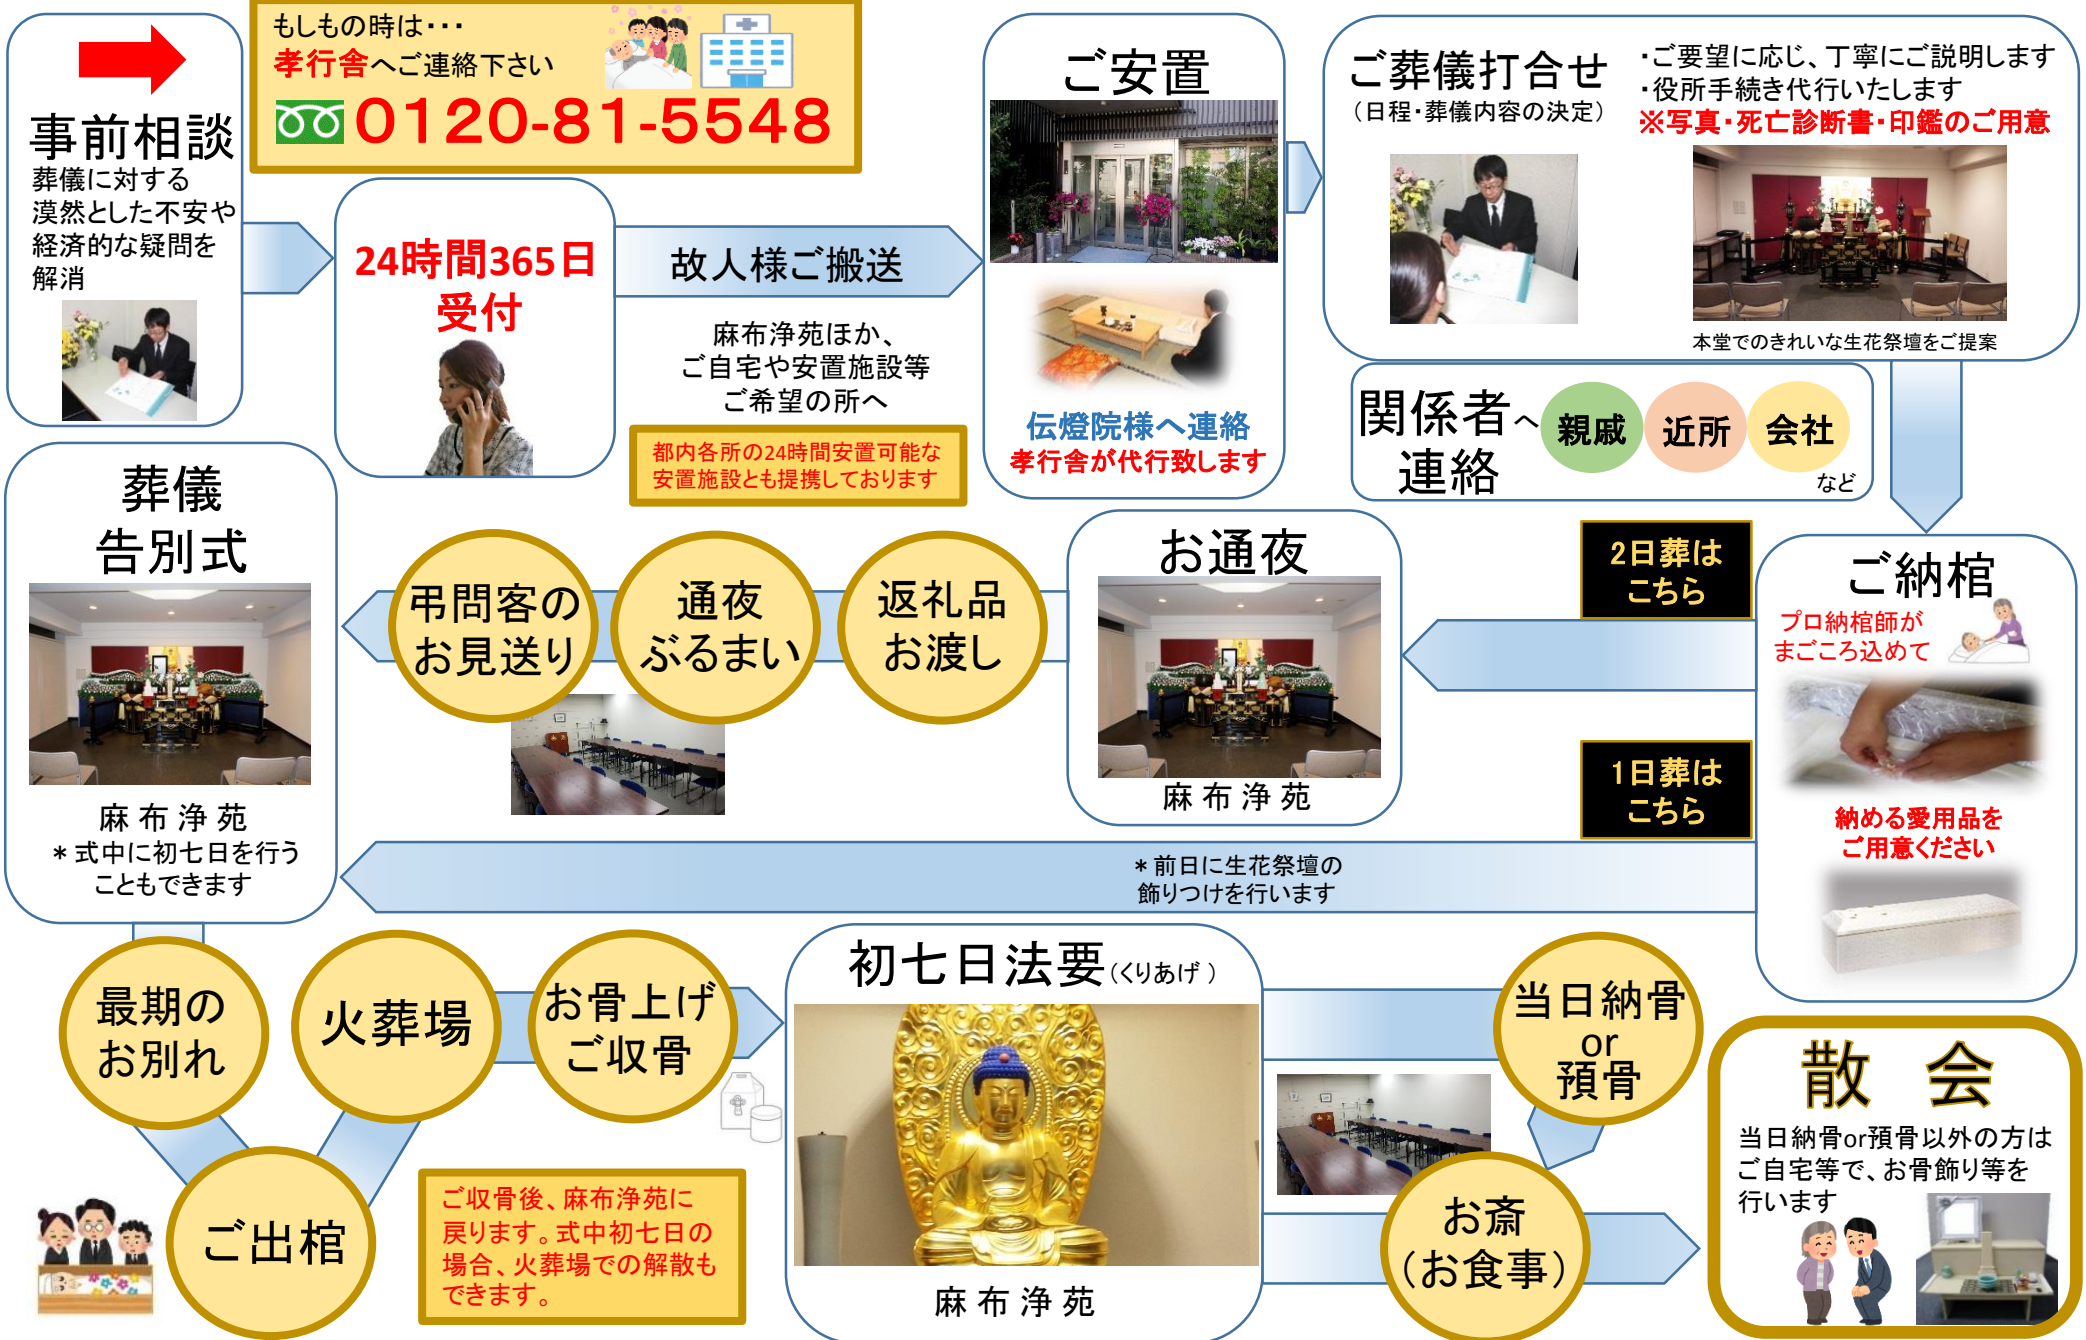 事前相談
葬儀に対する
漠然とした不安や
経済的な疑問を
解消
もしもの時は・・・
孝行舎へご連絡下さい
0120-81-5548
24時間365日
受付
故人様ご搬送
麻布浄苑ほか、
ご自宅や安置施設等
ご希望の所へ
都内各所の24時間安置可能な
安置施設とも提携しております
ご安置
伝燈院様へ連絡
孝行舎が代行致します
ご葬儀打合せ
（日程・葬儀内容の決定）
・ご要望に応じ、丁寧にご説明します
・役所手続き代行いたします
※写真・死亡診断書・印鑑のご用意
本堂でのきれいな生花祭壇をご提案
関係者へ
連絡
親戚
近所
会社
など
ご納棺
プロ納棺師が
まごころ込めて
納める愛用品を
ご用意ください
2日葬は
こちら
1日葬は
こちら
お通夜
麻布浄苑
返礼品
お渡し
通夜
ぶるまい
弔問客の
お見送り
＊前日に生花祭壇の
飾りつけを行います
葬儀
告別式
麻布浄苑
＊式中に初七日を行う
こともできます
最期の
お別れ
ご出棺
火葬場
お骨上げ
ご収骨
ご収骨後、麻布浄苑に
戻ります。式中初七日の
場合、火葬場での解散も
できます。
初七日法要（くりあげ）
麻布浄苑
当日納骨
or
預骨
お斎
（お食事）
散会
当日納骨or預骨以外の方は
ご自宅等で、お骨飾り等を
行います